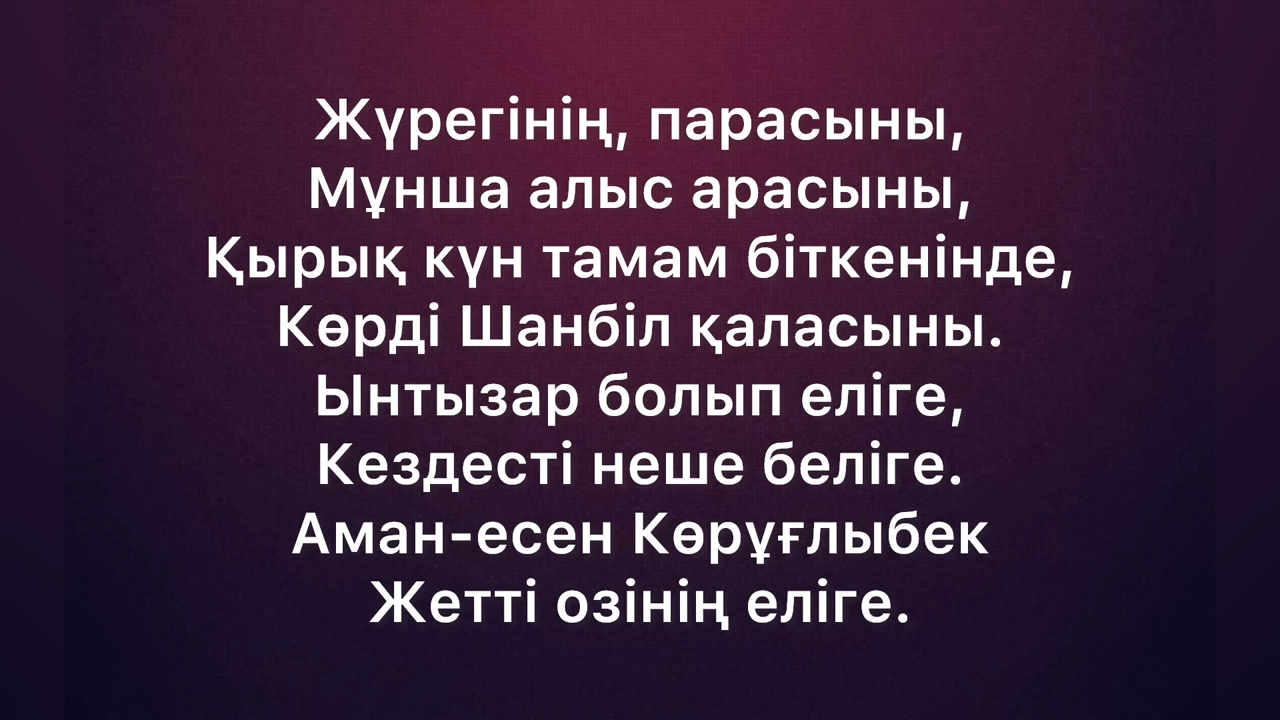 Жүрегінің, парасыны,
Мұнша алыс арасыны,
Қырық күн тамам біткенінде,
Көрді Шанбіл қаласыны.
Ынтызар болып еліге,
Кездесті неше беліге.
Аман-есен Көрұғлыбек
Жетті озінің еліге.